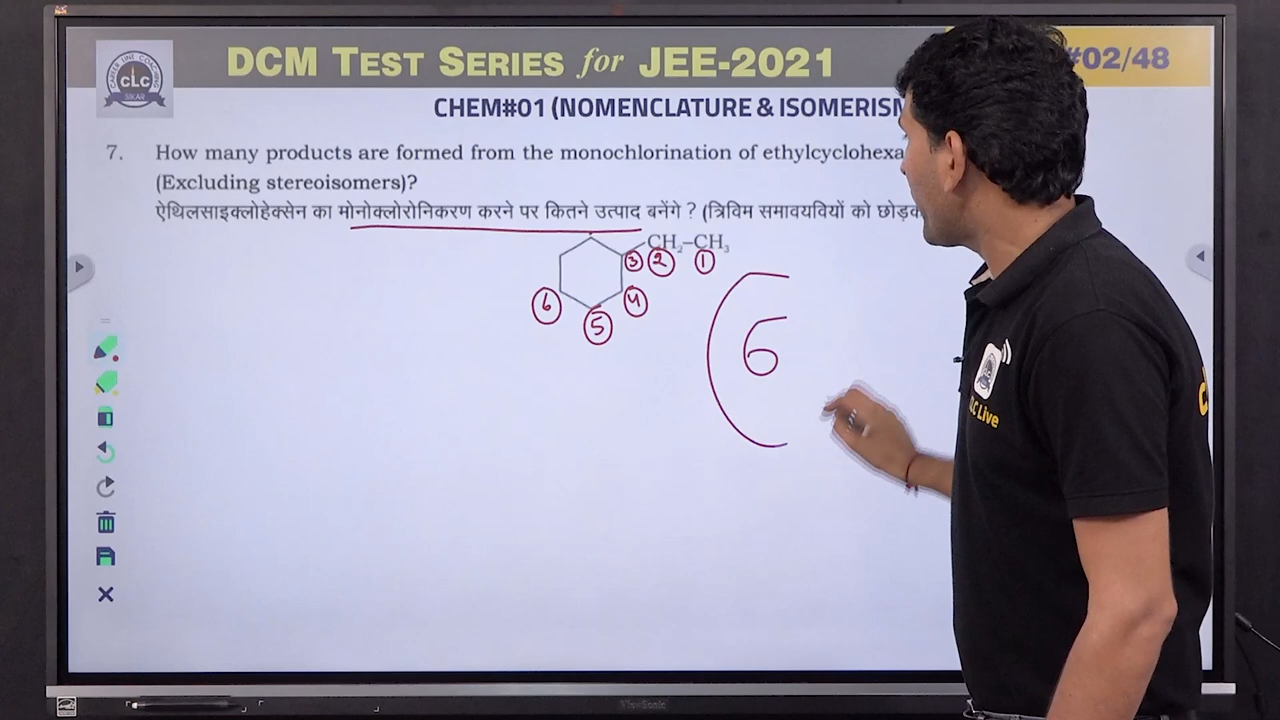 DCM TEST SERIES for JEE-2021
#02/48
CLC
SIKAR
CHEM#01 (NOMENCLATURE & ISOMERISM
7. How many products are formed from the monochlorination of ethylcyclohexa
(Excluding stereoisomers)?
ऐथिलसाइक्लोहेक्सेन का मोनोक्लोरोनिकरण करने पर कितने उत्पाद बनेंगे ? (त्रिविम समावयवियों को छोड़क
CH₂–CH₃
3 2 1
6 4
5
6
CLC Live
ViewSonic